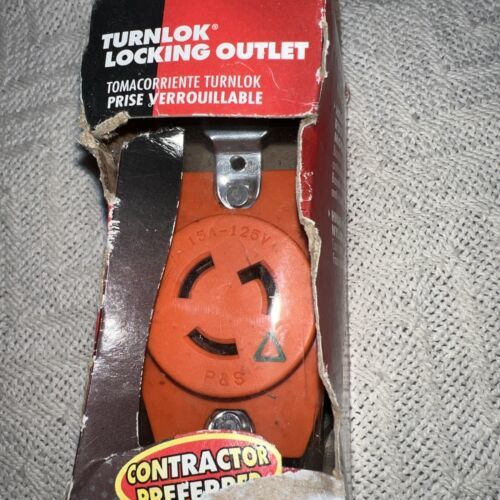 TURNLOK®
LOCKING OUTLET
TOMACORRIENTE TURNLOK
PRISE VERROUILLABLE
15A-125V
P&S
CONTRACTOR
PREFERRED